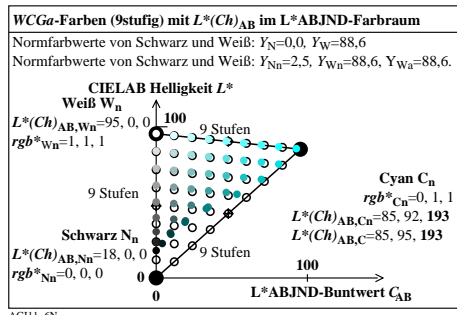 WCGa-Farben (9stufig) mit L*(Ch)AB im L*ABJND-Farbraum
Normfarbwerte von Schwarz und Weiß: YN=0,0, YW=88,6
Normfarbwerte von Schwarz und Weiß: YNn=2,5, YWn=88,6, YWa=88,6.
CIELAB Helligkeit L*
Weiß Wn
100
L*(Ch)AB,Wn=95, 0, 0
rgb*Wn=1, 1, 1
9 Stufen
9 Stufen
Cyan Cn
rgb*Cn=0, 1, 1
L*(Ch)AB,Cn=85, 92, 193
L*(Ch)AB,C=85, 95, 193
Schwarz Nn
L*(Ch)AB,Nn=18, 0, 0
rgb*Nn=0, 0, 0
9 Stufen
0
0
100
L*ABJND-Buntwert CAB